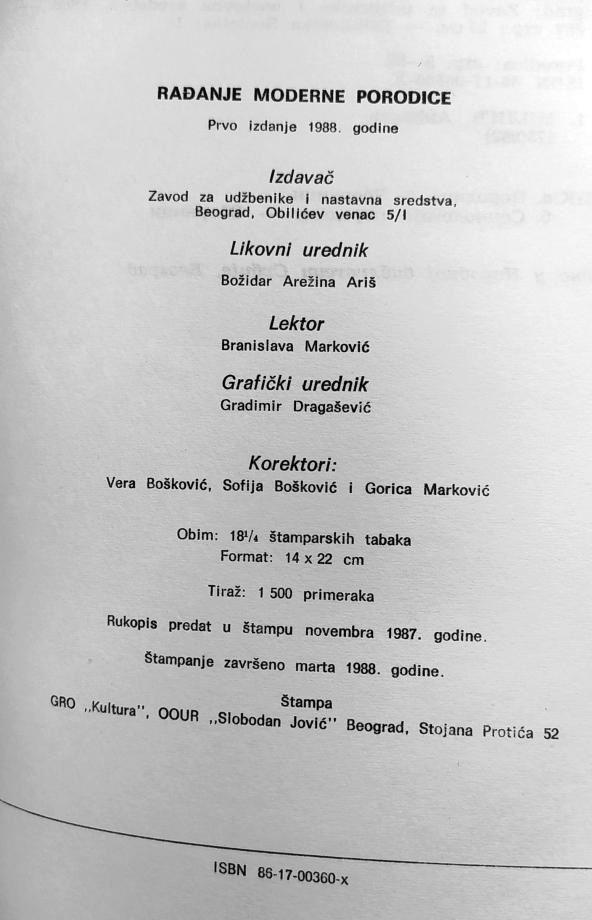 RAĐANJE MODERNE PORODICE
Prvo izdanje 1988. godine
Izdavač
Zavod za udžbenike i nastavna sredstva,
Beograd, Obilićev venac 5/I
Likovni urednik
Božidar Arežina Ariš
Lektor
Branislava Marković
Grafički urednik
Gradimir Dragašević
Korektori:
Vera Bošković, Sofija Bošković i Gorica Marković
Obim: 18¹/₄ štamparskih tabaka
Format: 14 x 22 cm
Tiraž: 1 500 primeraka
Rukopis predat u štampu novembra 1987. godine.
Štampanje završeno marta 1988. godine.
Štampa
GRO „Kultura", OOUR „Slobodan Jović" Beograd, Stojana Protića 52
ISBN 86-17-00360-x